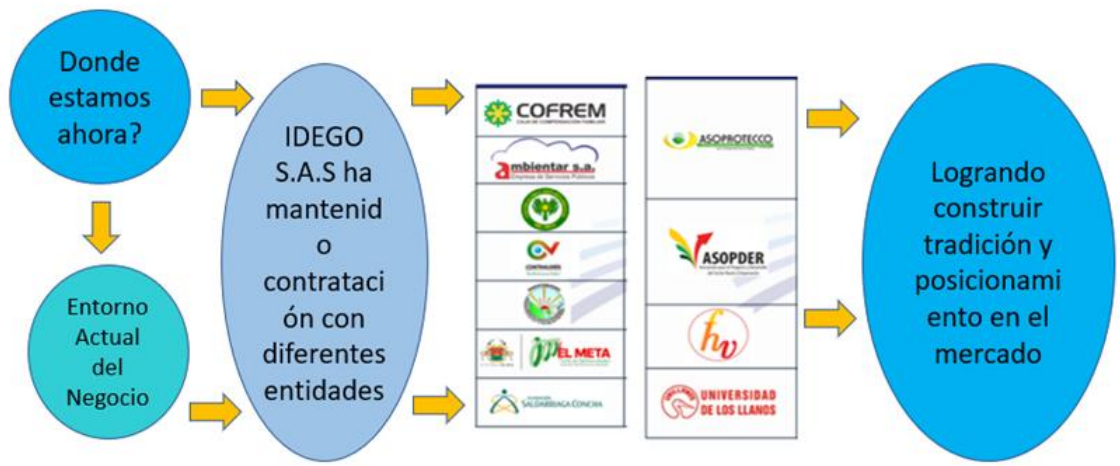 Donde
estamos
ahora?
Entorno
Actual
del
Negocio
IDEGO
S.A.S ha
mantenid
o
contrataci
ón con
diferentes
entidades
COFREM
CAJA DE COMPENSACIÓN FAMILIAR
ambientar s.a.
Empresa de Servicios Públicos
EL META
FUNDACIÓN
SALDARRIAGA CONCHA
ASOPROTECCO
ASOPDER
hv
UNIVERSIDAD
DE LOS LLANOS
Logrando
construir
tradición y
posicionami
ento en el
mercado